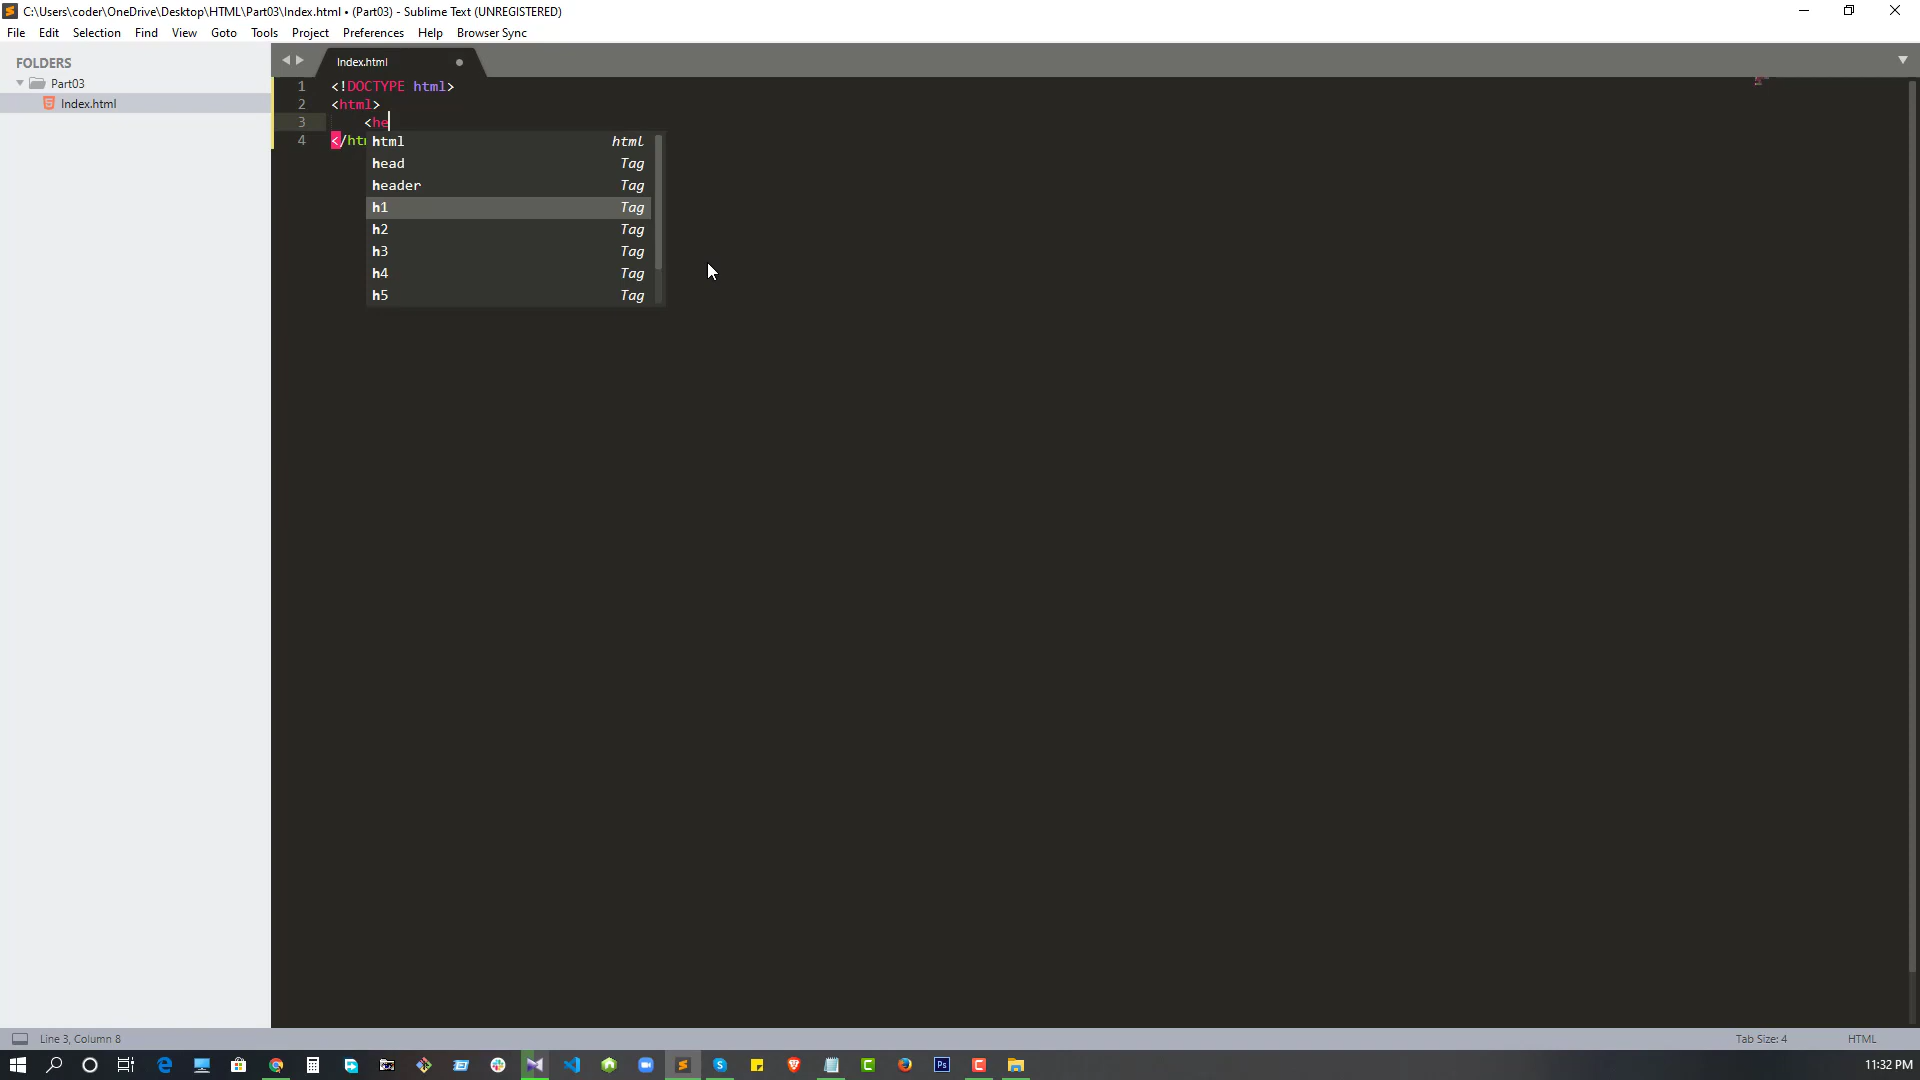 C:\Users\coder\OneDrive\Desktop\HTML\Part03\Index.html • (Part03) - Sublime Text (UNREGISTERED)
File Edit Selection Find View Goto Tools Project Preferences Help Browser Sync
FOLDERS
Part03
Index.html
Index.html
1 <!DOCTYPE html>
2 <html>
3 <he
4 </htm
html html
head Tag
header Tag
h1 Tag
h2 Tag
h3 Tag
h4 Tag
h5 Tag
Line 3, Column 8
Tab Size: 4
HTML
11:32 PM